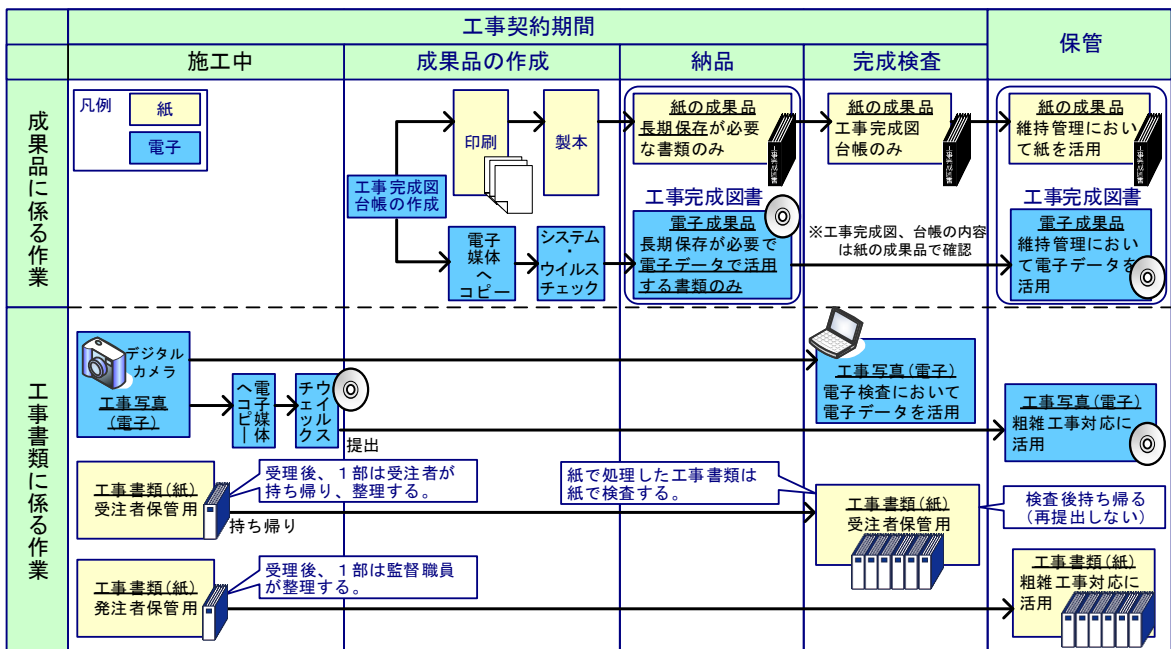 工事契約期間
保管
施工中
成果品の作成
納品
完成検査
成果品に係る作業
凡例
紙
電子
工事完成図
台帳の作成
印刷
製本
電子
媒体
へ
コピー
システム
・
ウイルス
チェック
紙の成果品
長期保存が必要
な書類のみ
工事完成図書
工事完成図書
電子成果品
長期保存が必要で
電子データで活用
する書類のみ
紙の成果品
工事完成図
台帳のみ
工事完成図書
※工事完成図、台帳の内容
は紙の成果品で確認
紙の成果品
維持管理におい
て紙を活用
工事完成図書
工事完成図書
電子成果品
維持管理におい
て電子データを
活用
工事書類に係る作業
デジタル
カメラ
工事写真
(電子)
電子媒体
へコピー
ウイルス
チェック
提出
工事写真(電子)
電子検査において
電子データを活用
工事写真(電子)
粗雑工事対応に
活用
工事書類(紙)
受注者保管用
受理後、1部は受注者が
持ち帰り、整理する。
持ち帰り
紙で処理した工事書類は
紙で検査する。
工事書類(紙)
受注者保管用
検査後持ち帰る
(再提出しない)
工事書類(紙)
発注者保管用
受理後、1部は監督職員
が整理する。
工事書類(紙)
粗雑工事対応に
活用